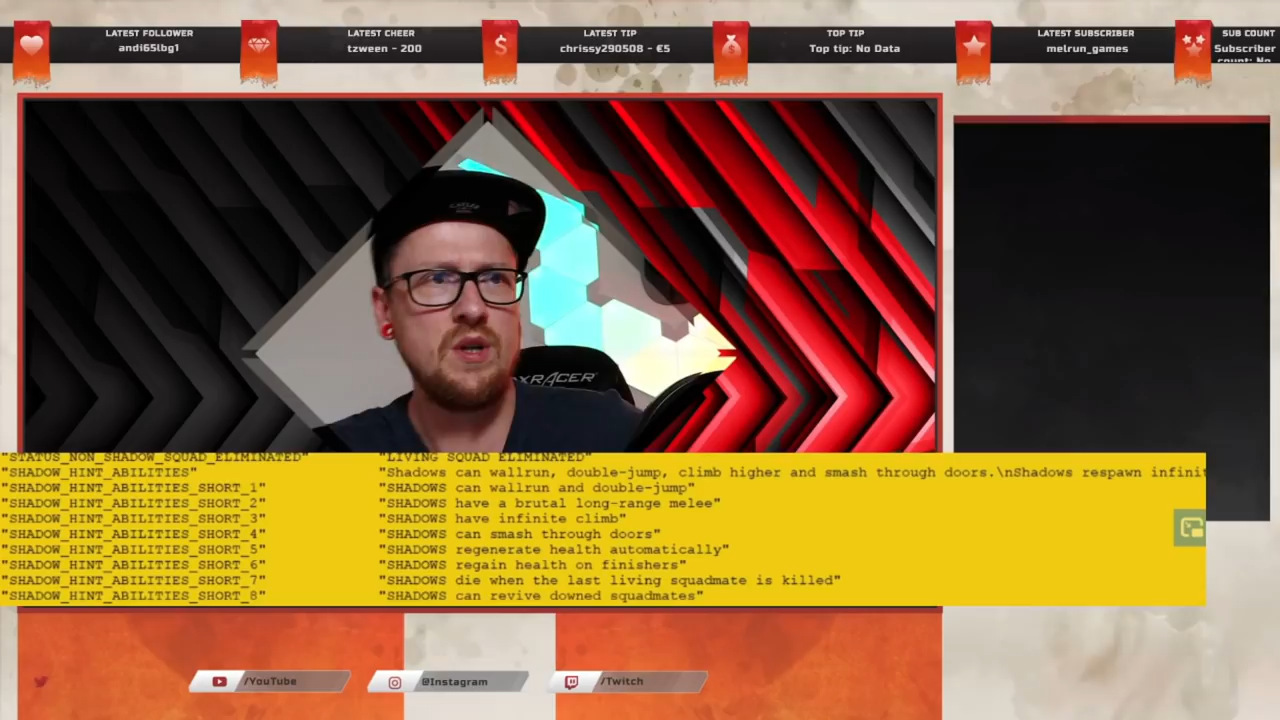 LATEST FOLLOWER
andi65lbg1
LATEST CHEER
tzween - 200
LATEST TIP
chrissy290508 - €5
TOP TIP
Top tip: No Data
LATEST SUBSCRIBER
melrun_games
SUB COUNT
Subscriber
count: No
XRACER
"STATUS_NON_SHADOW_SQUAD_ELIMINATED" "LIVING SQUAD ELIMINATED"
"SHADOW_HINT_ABILITIES" "Shadows can wallrun, double-jump, climb higher and smash through doors.\nShadows respawn infinit
"SHADOW_HINT_ABILITIES_SHORT_1" "SHADOWS can wallrun and double-jump"
"SHADOW_HINT_ABILITIES_SHORT_2" "SHADOWS have a brutal long-range melee"
"SHADOW_HINT_ABILITIES_SHORT_3" "SHADOWS have infinite climb"
"SHADOW_HINT_ABILITIES_SHORT_4" "SHADOWS can smash through doors"
"SHADOW_HINT_ABILITIES_SHORT_5" "SHADOWS regenerate health automatically"
"SHADOW_HINT_ABILITIES_SHORT_6" "SHADOWS regain health on finishers"
"SHADOW_HINT_ABILITIES_SHORT_7" "SHADOWS die when the last living squadmate is killed"
"SHADOW_HINT_ABILITIES_SHORT_8" "SHADOWS can revive downed squadmates"
/YouTube
@Instagram
/Twitch